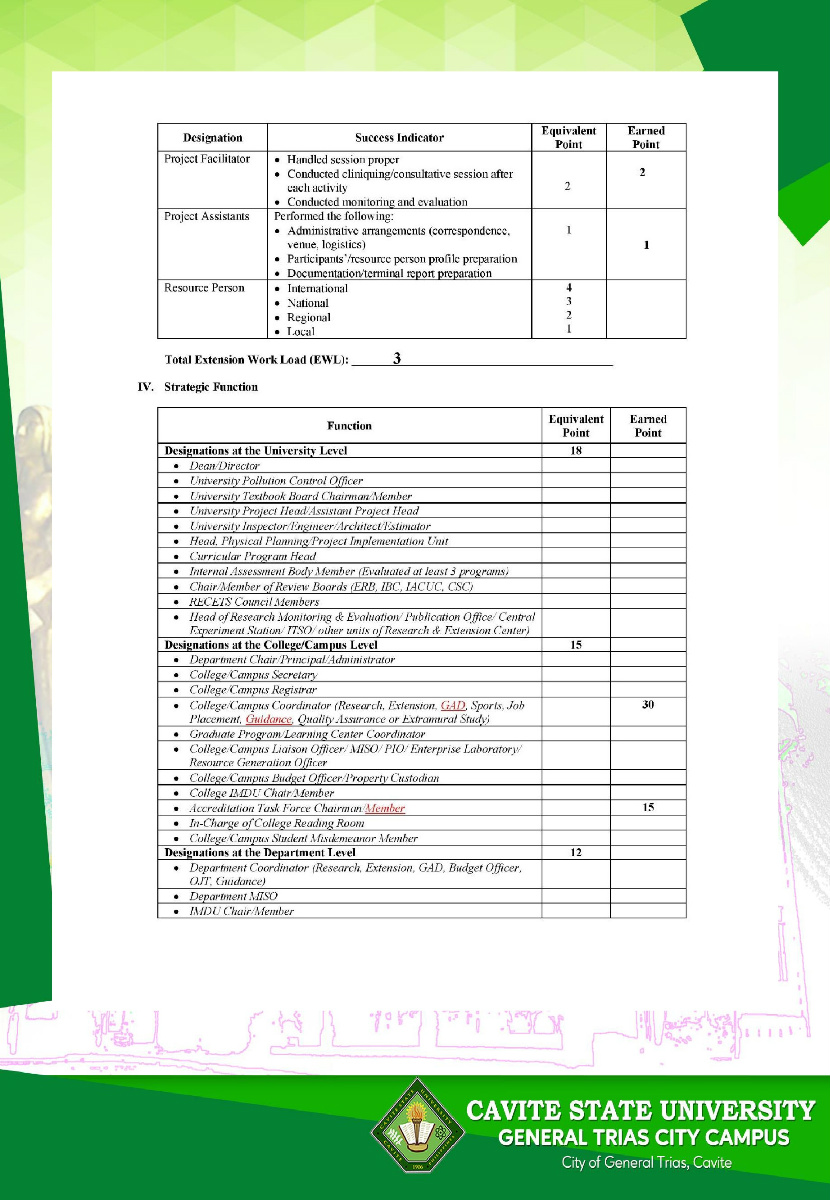 Designation Success Indicator Equivalent Point Earned Point
Project Facilitator • Handled session proper
• Conducted cliniquing/consultative session after
each activity
• Conducted monitoring and evaluation
2 2
Project Assistants Performed the following:
• Administrative arrangements (correspondence,
venue, logistics)
• Participants'/resource person profile preparation
• Documentation/terminal report preparation
1 1
Resource Person • International 4
• National 3
• Regional 2
• Local 1
Total Extension Work Load (EWL): 3
IV. Strategic Function
Function Equivalent Point Earned Point
Designations at the University Level 18
• Dean/Director
• University Pollution Control Officer
• University Textbook Board Chairman/Member
• University Project Head/Assistant Project Head
• University Inspector/Engineer/Architect/Estimator
• Head, Physical Planning/Project Implementation Unit
• Curricular Program Head
• Internal Assessment Body Member (Evaluated at least 3 programs)
• Chair/Member of Review Boards (ERB, IBC, IACUC, CSC)
• RECETS Council Members
• Head of Research Monitoring & Evaluation/ Publication Office/ Central
Experiment Station/ ITSO/ other units of Research & Extension Center)
Designations at the College/Campus Level 15
• Department Chair/Principal/Administrator
• College/Campus Secretary
• College/Campus Registrar
• College/Campus Coordinator (Research, Extension, GAD, Sports, Job 30
Placement, Guidance, Quality Assurance or Extramural Study)
• Graduate Program/Learning Center Coordinator
• College/Campus Liaison Officer/ MISO/ PIO/ Enterprise Laboratory/
Resource Generation Officer
• College/Campus Budget Officer/Property Custodian
• College IMDU Chair/Member
• Accreditation Task Force Chairman/Member 15
• In-Charge of College Reading Room
• College/Campus Student Misdemeanor Member
Designations at the Department Level 12
• Department Coordinator (Research, Extension, GAD, Budget Officer,
OJT, Guidance)
• Department MISO
• IMDU Chair/Member
CAVITE STATE UNIVERSITY
GENERAL TRIAS CITY CAMPUS
City of General Trias, Cavite
1906